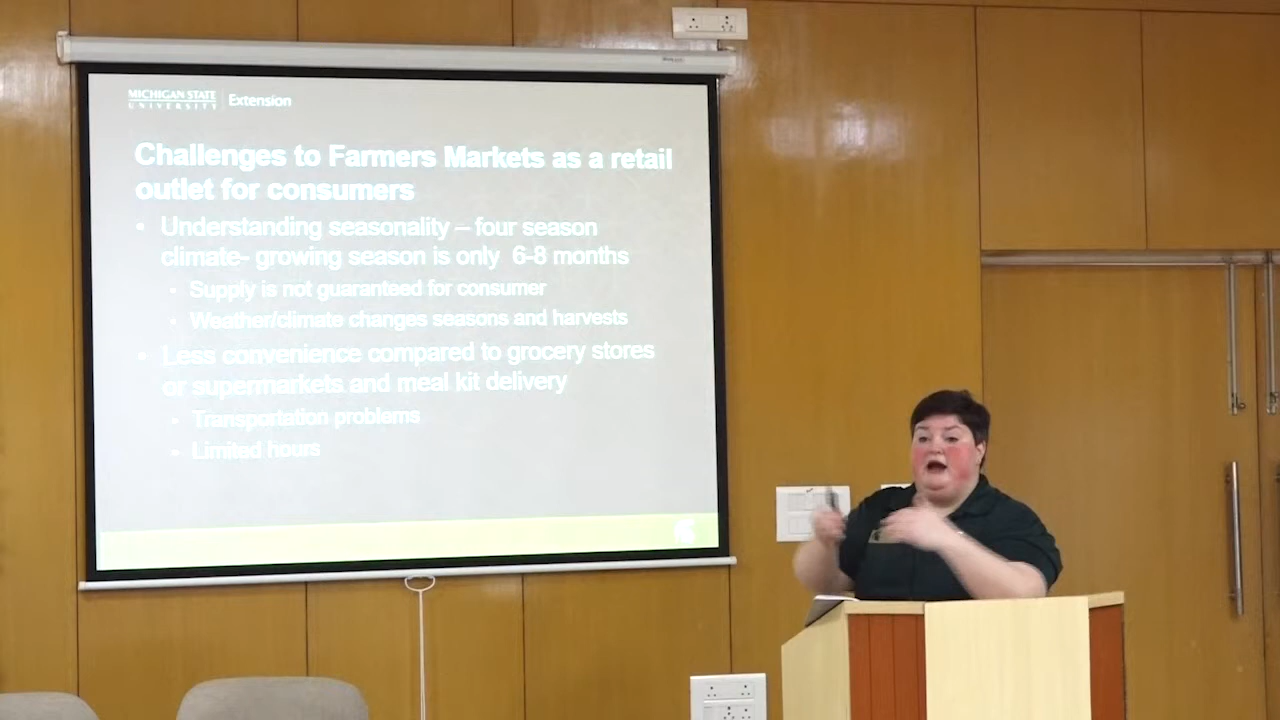 MICHIGAN STATE
UNIVERSITY
Extension
Challenges to Farmers Markets as a retail
outlet for consumers
• Understanding seasonality – four season
climate- growing season is only 6-8 months
• Supply is not guaranteed for consumer
• Weather/climate changes seasons and harvests
• Less convenience compared to grocery stores
or supermarkets and meal kit delivery
• Transportation problems
• Limited hours